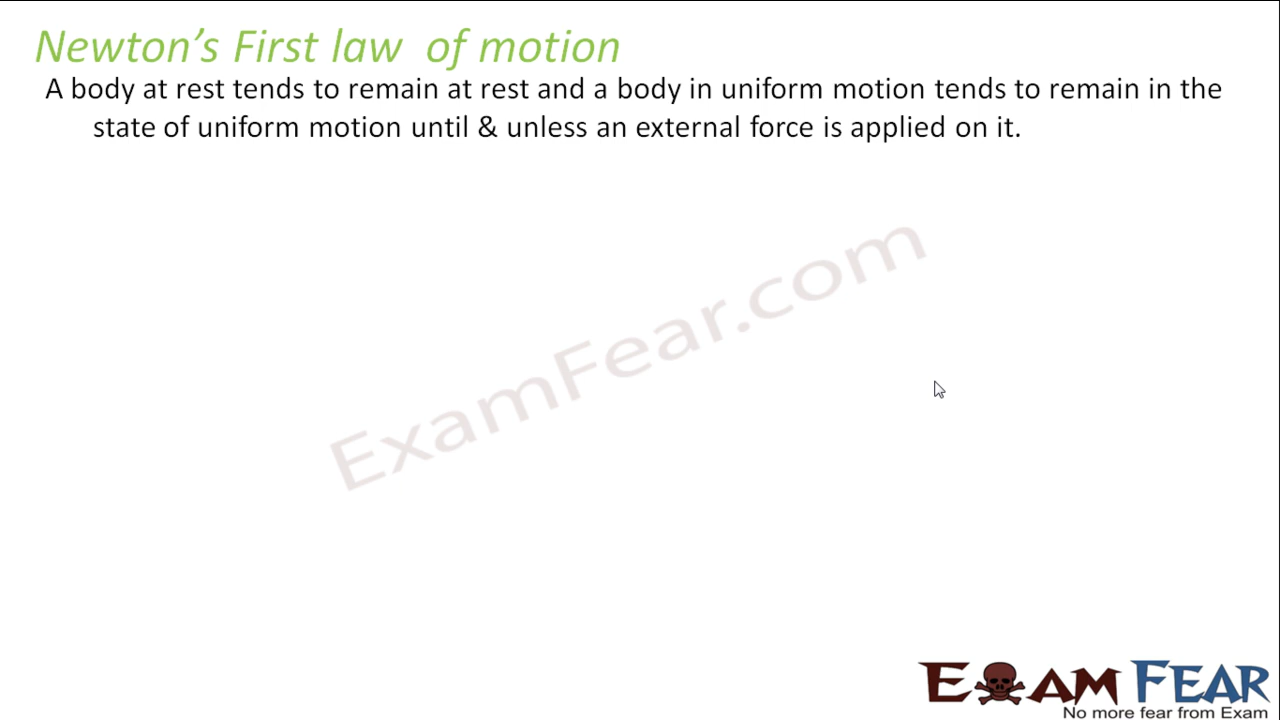 Newton’s First law of motion
A body at rest tends to remain at rest and a body in uniform motion tends to remain in the
state of uniform motion until & unless an external force is applied on it.
ExamFear.com
EXAM FEAR
No more fear from Exam